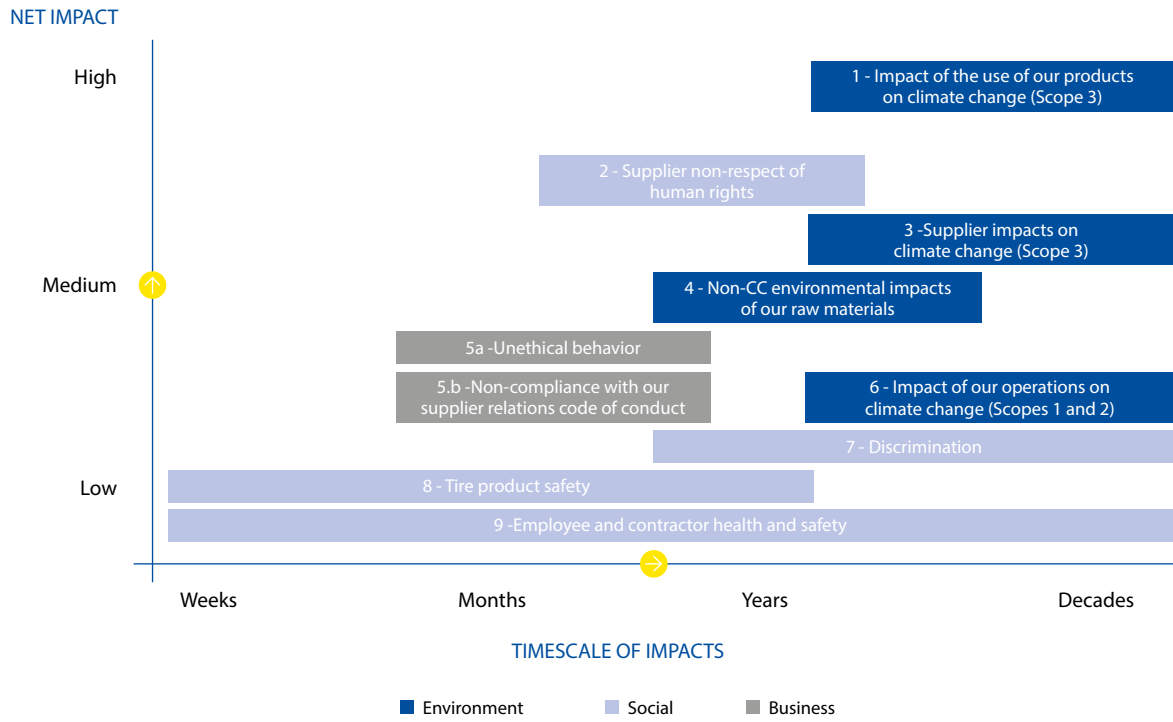 NET IMPACT
High
1 - Impact of the use of our products
on climate change (Scope 3)
2 - Supplier non-respect of
human rights
3 -Supplier impacts on
climate change (Scope 3)
Medium
4 - Non-CC environmental impacts
of our raw materials
5a -Unethical behavior
5.b -Non-compliance with our
supplier relations code of conduct
6 - Impact of our operations on
climate change (Scopes 1 and 2)
7 - Discrimination
Low
8 - Tire product safety
9 -Employee and contractor health and safety
Weeks
Months
Years
Decades
TIMESCALE OF IMPACTS
Environment
Social
Business